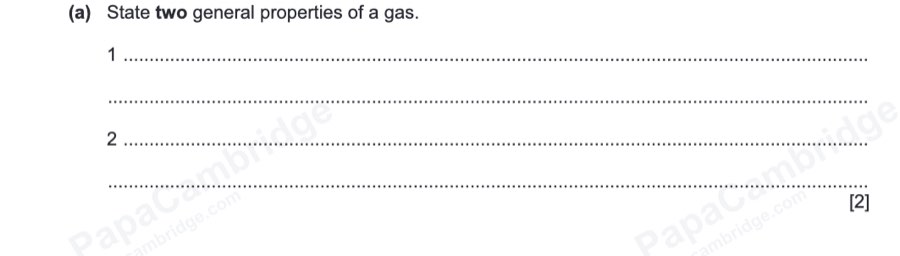 (a) State two general properties of a gas.
1 ..............................................................................
..............................................................................
2 ..............................................................................
..............................................................................
[2]
PapaCambridge
PapaCambridge